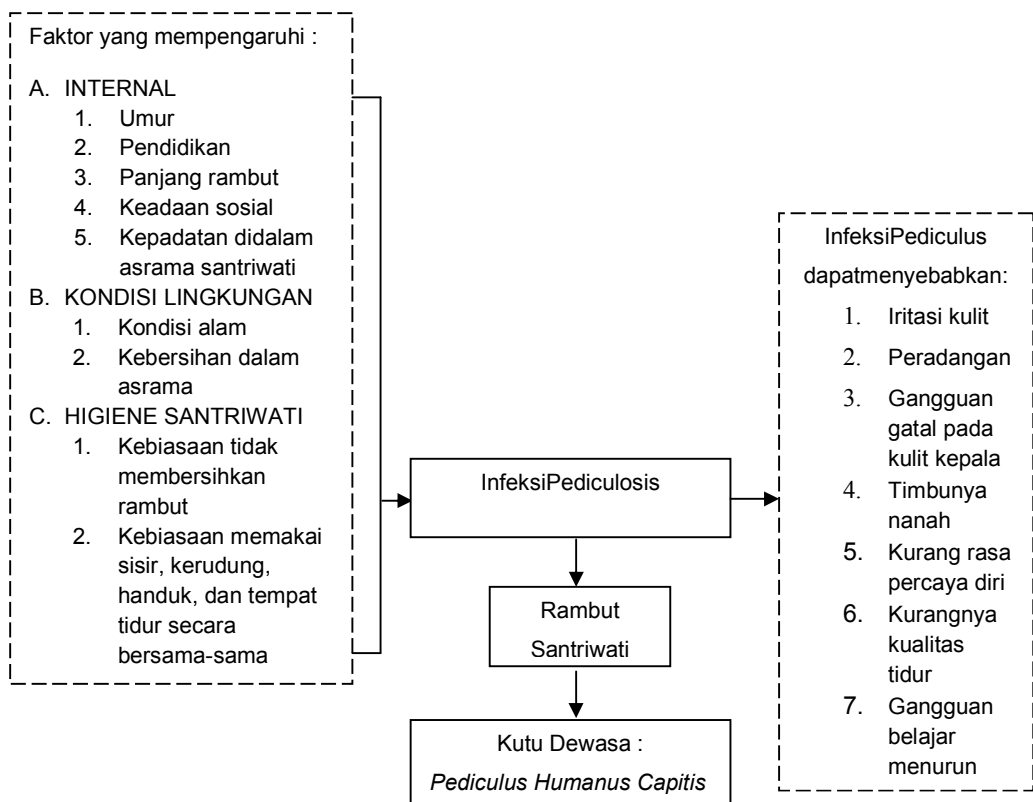 Faktor yang mempengaruhi :
A. INTERNAL
1. Umur
2. Pendidikan
3. Panjang rambut
4. Keadaan sosial
5. Kepadatan didalam
asrama santriwati
B. KONDISI LINGKUNGAN
1. Kondisi alam
2. Kebersihan dalam
asrama
C. HIGIENE SANTRIWATI
1. Kebiasaan tidak
membersihkan
rambut
2. Kebiasaan memakai
sisir, kerudung,
handuk, dan tempat
tidur secara
bersama-sama
InfeksiPediculosis
Rambut
Santriwati
Kutu Dewasa :
Pediculus Humanus Capitis
InfeksiPediculus
dapatmenyebabkan:
1. Iritasi kulit
2. Peradangan
3. Gangguan
gatal pada
kulit kepala
4. Timbunya
nanah
5. Kurang rasa
percaya diri
6. Kurangnya
kualitas
tidur
7. Gangguan
belajar
menurun